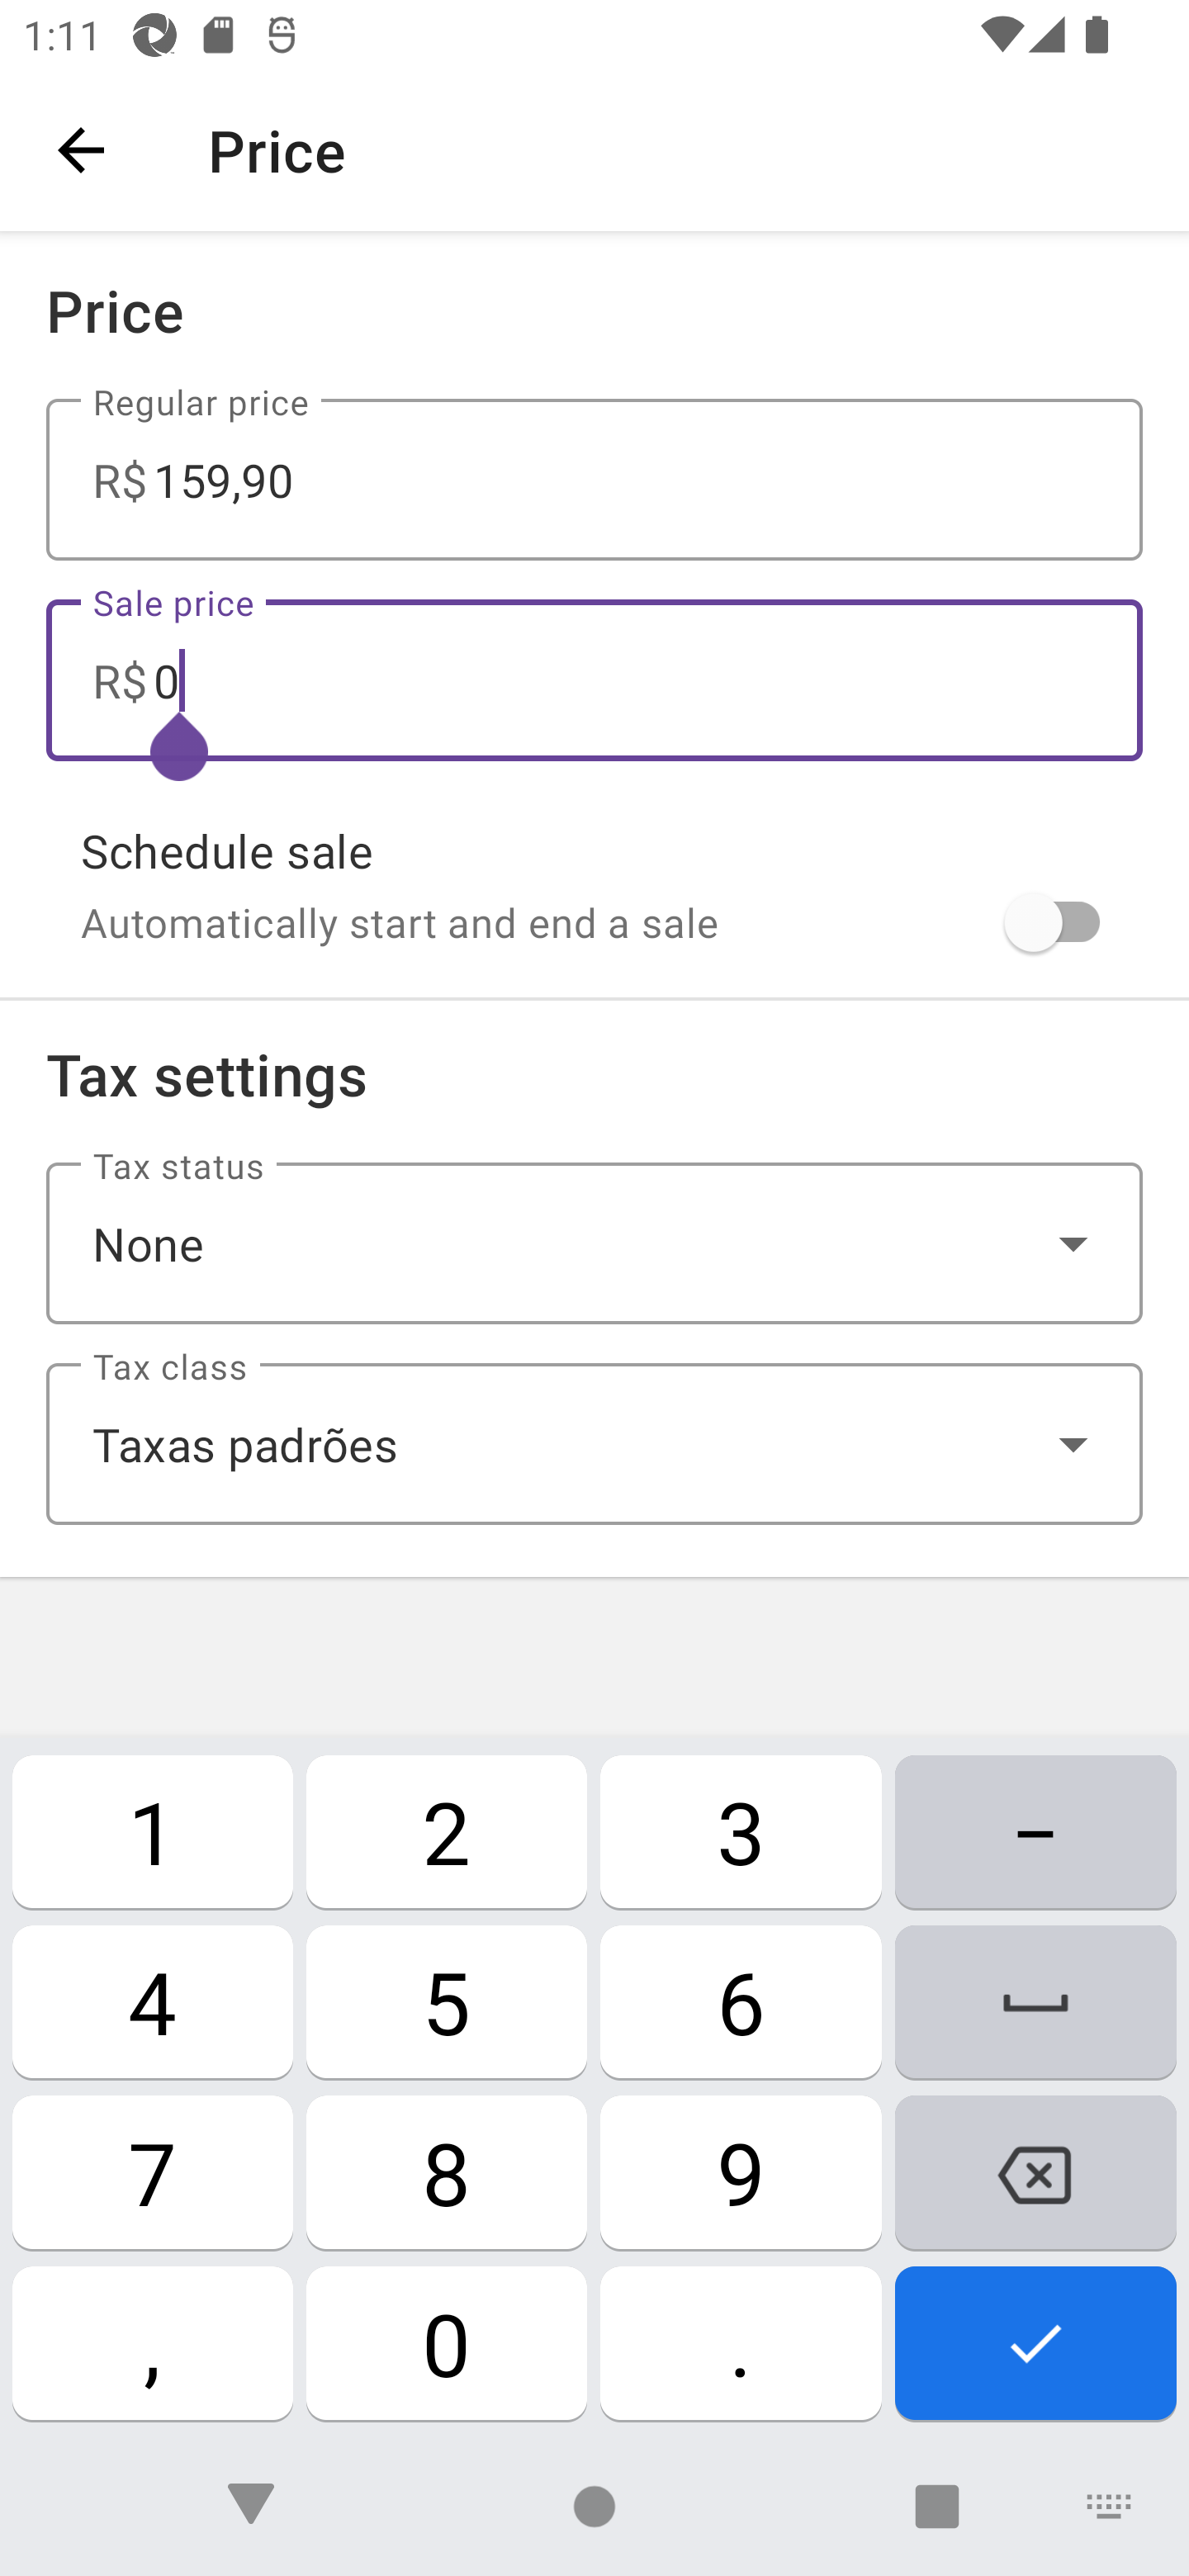 1:11
Price
Price
Regular price
R$ 159,90
Sale price
R$ 0
Schedule sale
Automatically start and end a sale
Tax settings
Tax status
None
Tax class
Taxas padrões
1 2 3 –
4 5 6
7 8 9
, 0 .